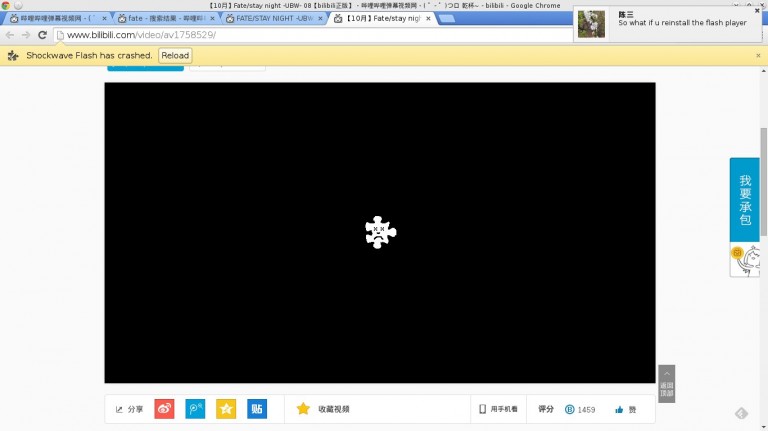 【10月】Fate/stay night -UBW- 08【bilibili正版】 - 哔哩哔哩弹幕视频网 - ( ゜- ゜)つロ 乾杯~ - bilibili - Google Chrome
哔哩哔哩弹幕视频网 - ( ゜
fate - 搜索结果 - 哔哩哔
FATE/STAY NIGHT -UBW
【10月】Fate/stay nigh
陈三
So what if u reinstall the flash player
www.bilibili.com/video/av1758529/
Shockwave Flash has crashed.
Reload
我要承包
返回
顶部
分享
贴
收藏视频
用手机看
评分
1459
赞